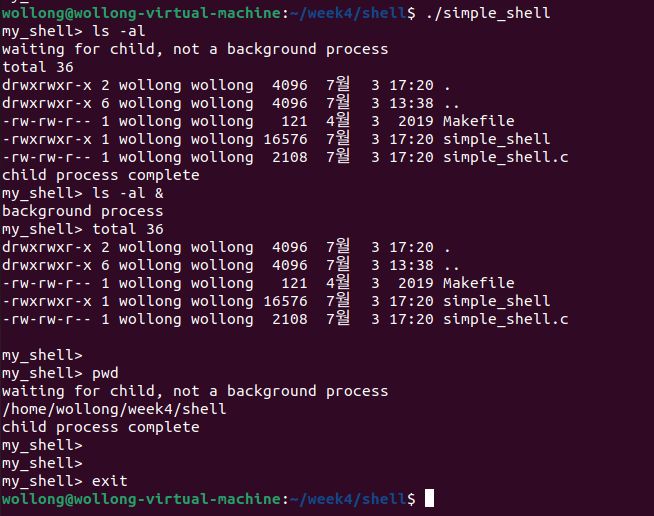 wollong@wollong-virtual-machine:~/week4/shell$ ./simple_shell
my_shell> ls -al
waiting for child, not a background process
total 36
drwxrwxr-x 2 wollong wollong  4096  7월  3 17:20 .
drwxrwxr-x 6 wollong wollong  4096  7월  3 13:38 ..
-rw-rw-r-- 1 wollong wollong   121  4월  3  2019 Makefile
-rwxrwxr-x 1 wollong wollong 16576  7월  3 17:20 simple_shell
-rw-rw-r-- 1 wollong wollong  2108  7월  3 17:20 simple_shell.c
child process complete
my_shell> ls -al &
background process
my_shell> total 36
drwxrwxr-x 2 wollong wollong  4096  7월  3 17:20 .
drwxrwxr-x 6 wollong wollong  4096  7월  3 13:38 ..
-rw-rw-r-- 1 wollong wollong   121  4월  3  2019 Makefile
-rwxrwxr-x 1 wollong wollong 16576  7월  3 17:20 simple_shell
-rw-rw-r-- 1 wollong wollong  2108  7월  3 17:20 simple_shell.c

my_shell>
my_shell> pwd
waiting for child, not a background process
/home/wollong/week4/shell
child process complete
my_shell>
my_shell>
my_shell> exit
wollong@wollong-virtual-machine:~/week4/shell$